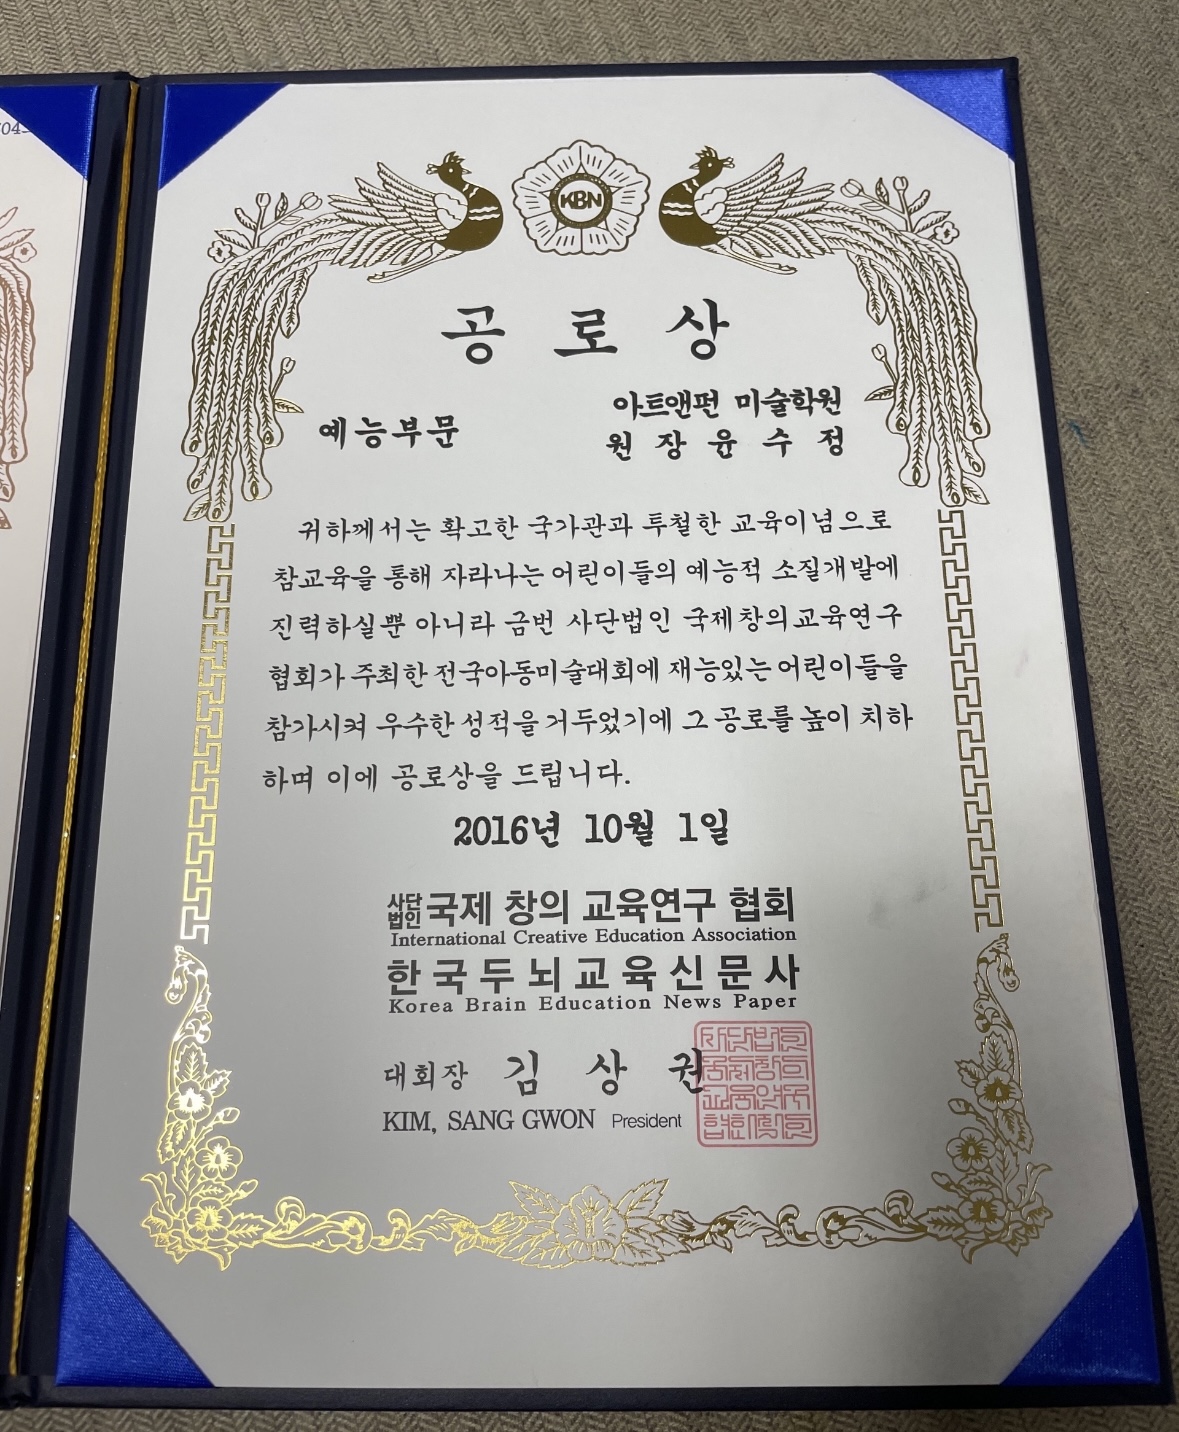 04
KBN
공로상
예능부문
아트앤펀 미술학원
원장 윤수정
귀하께서는 확고한 국가관과 투철한 교육이념으로
참교육을 통해 자라나는 어린이들의 예능적 소질개발에
진력하실뿐 아니라 금번 사단법인 국제창의교육연구
협회가 주최한 전국아동미술대회에 재능있는 어린이들을
참가시켜 우수한 성적을 거두었기에 그 공로를 높이 치하
하며 이에 공로상을 드립니다.
2016년 10월 1일
사단법인 국제 창의 교육연구 협회
International Creative Education Association
한국두뇌교육신문사
Korea Brain Education News Paper
대회장 김상권
KIM, SANG GWON President